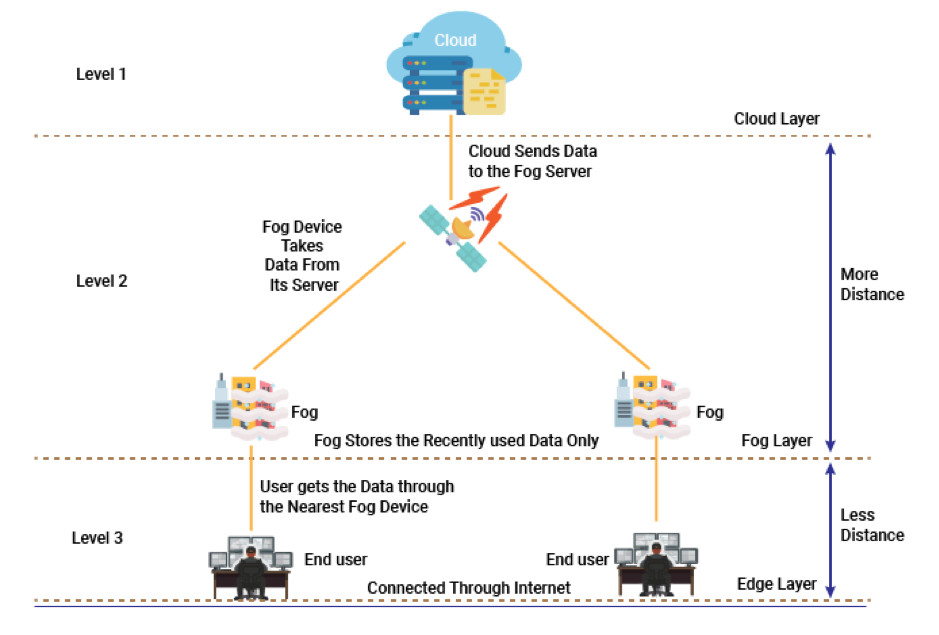 Cloud
Level 1
Cloud Layer
Cloud Sends Data
to the Fog Server
Fog Device
Takes
Data From
Its Server
Level 2
More
Distance
Fog
Fog
Fog Stores the Recently used Data Only
Fog Layer
User gets the Data through
the Nearest Fog Device
Level 3
Less
Distance
End user
End user
Connected Through Internet
Edge Layer